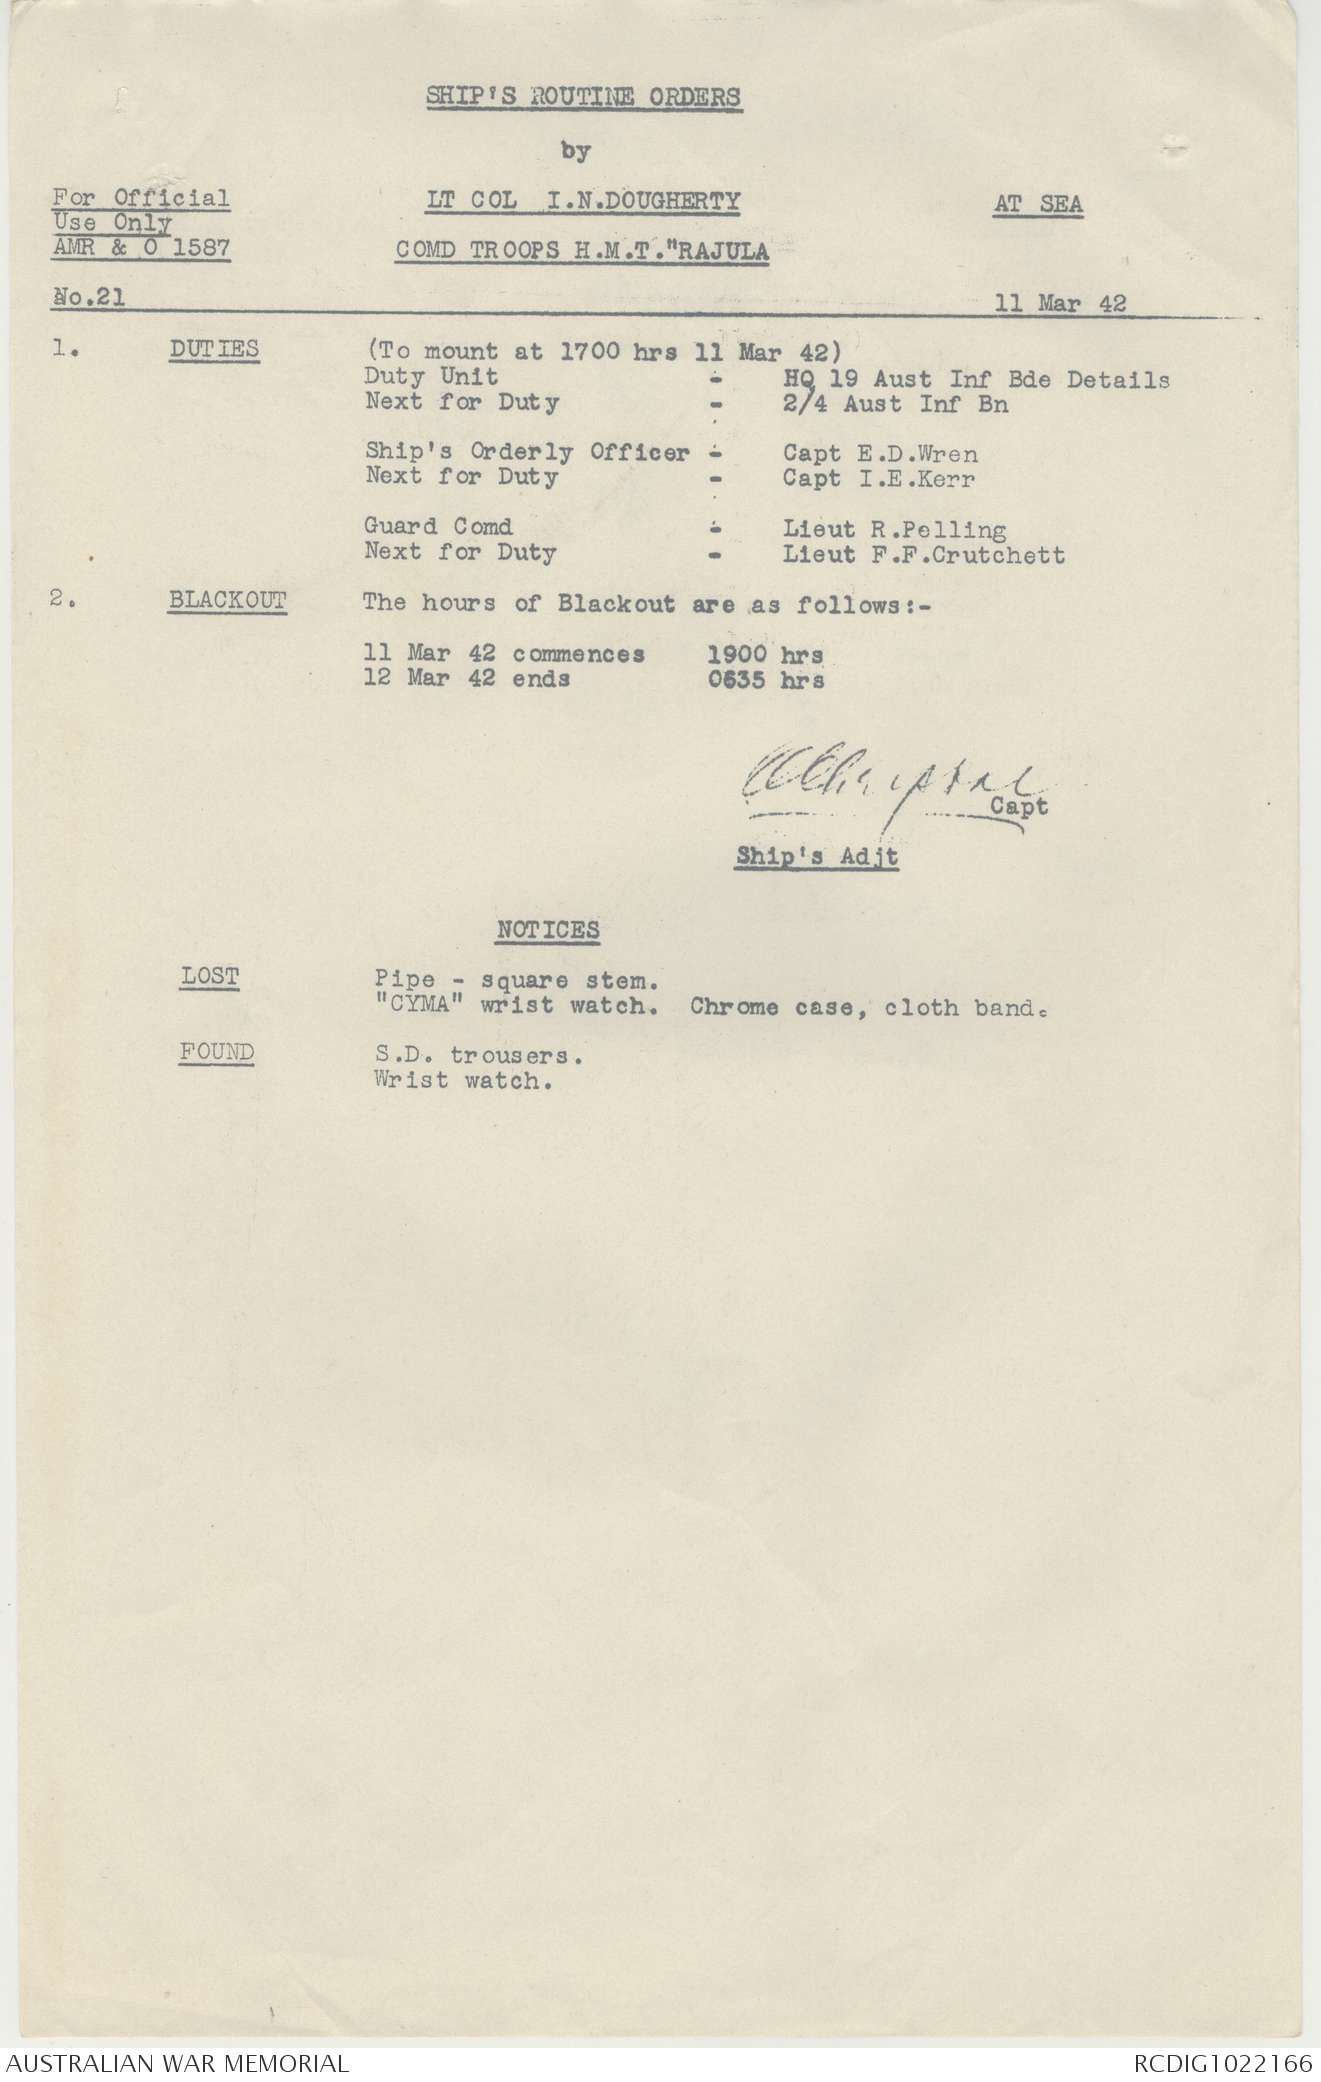 SHIP'S ROUTINE ORDERS
by
For Official LT COL I.N.DOUGHERTY AT SEA
Use Only
AMR & O 1587 COMD TROOPS H.M.T."RAJULA
No.21 11 Mar 42
1. DUTIES (To mount at 1700 hrs 11 Mar 42)
Duty Unit - HQ 19 Aust Inf Bde Details
Next for Duty - 2/4 Aust Inf Bn
Ship's Orderly Officer - Capt E.D.Wren
Next for Duty - Capt I.E.Kerr
Guard Comd - Lieut R.Pelling
Next for Duty - Lieut F.F.Crutchett
2. BLACKOUT The hours of Blackout are as follows:-
11 Mar 42 commences 1900 hrs
12 Mar 42 ends 0635 hrs
Capt
Ship's Adjt
NOTICES
LOST Pipe - square stem.
"CYMA" wrist watch. Chrome case, cloth band.
FOUND S.D. trousers.
Wrist watch.
AUSTRALIAN WAR MEMORIAL RCDIG1022166